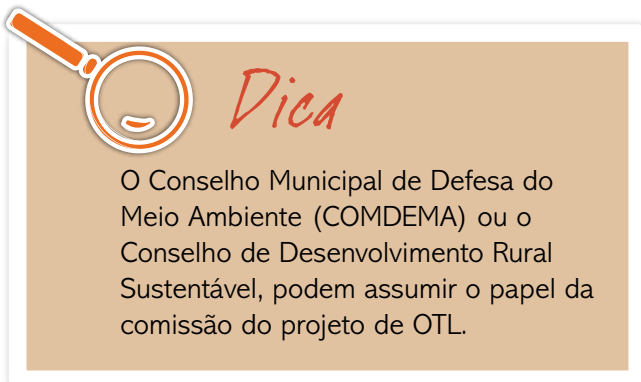 Dica
O Conselho Municipal de Defesa do
Meio Ambiente (COMDEMA) ou o
Conselho de Desenvolvimento Rural
Sustentável, podem assumir o papel da
comissão do projeto de OTL.